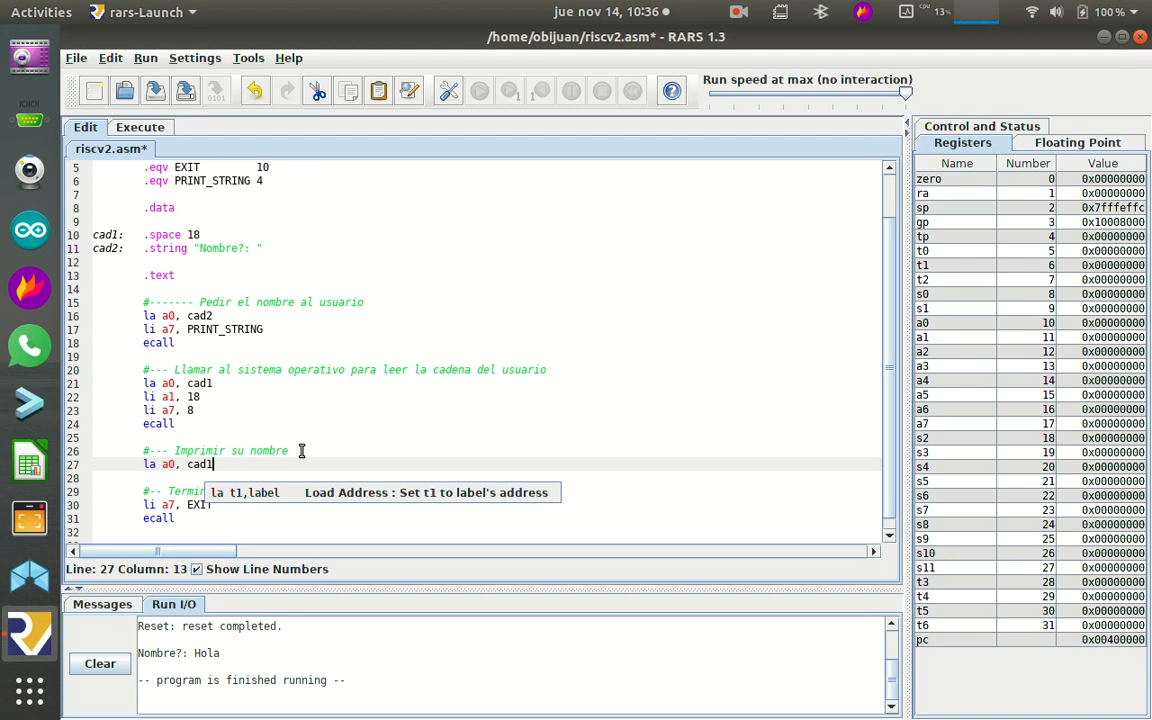 Activities rars-Launch jue nov 14, 10:36 cpu 13% 100%
/home/obijuan/riscv2.asm* - RARS 1.3
File Edit Run Settings Tools Help
Run speed at max (no interaction)
Edit Execute
riscv2.asm*
5 .eqv EXIT 10
6 .eqv PRINT_STRING 4
7
8 .data
9
10 cad1: .space 18
11 cad2: .string "Nombre?: "
12
13 .text
14
15 #------- Pedir el nombre al usuario
16 la a0, cad2
17 li a7, PRINT_STRING
18 ecall
19
20 #--- Llamar al sistema operativo para leer la cadena del usuario
21 la a0, cad1
22 li a1, 18
23 li a7, 8
24 ecall
25
26 #--- Imprimir su nombre
27 la a0, cad1
28
la t1,label Load Address : Set t1 to label's address
29 #-- Termin
30 li a7, EXIT
31 ecall
32
Line: 27 Column: 13 Show Line Numbers
Messages Run I/O
Clear
Reset: reset completed.
Nombre?: Hola
-- program is finished running --
Control and Status
Registers Floating Point
Name Number Value
zero 0 0x00000000
ra 1 0x00000000
sp 2 0x7fffeffc
gp 3 0x10008000
tp 4 0x00000000
t0 5 0x00000000
t1 6 0x00000000
t2 7 0x00000000
s0 8 0x00000000
s1 9 0x00000000
a0 10 0x00000000
a1 11 0x00000000
a2 12 0x00000000
a3 13 0x00000000
a4 14 0x00000000
a5 15 0x00000000
a6 16 0x00000000
a7 17 0x00000000
s2 18 0x00000000
s3 19 0x00000000
s4 20 0x00000000
s5 21 0x00000000
s6 22 0x00000000
s7 23 0x00000000
s8 24 0x00000000
s9 25 0x00000000
s10 26 0x00000000
s11 27 0x00000000
t3 28 0x00000000
t4 29 0x00000000
t5 30 0x00000000
t6 31 0x00000000
pc 0x00400000